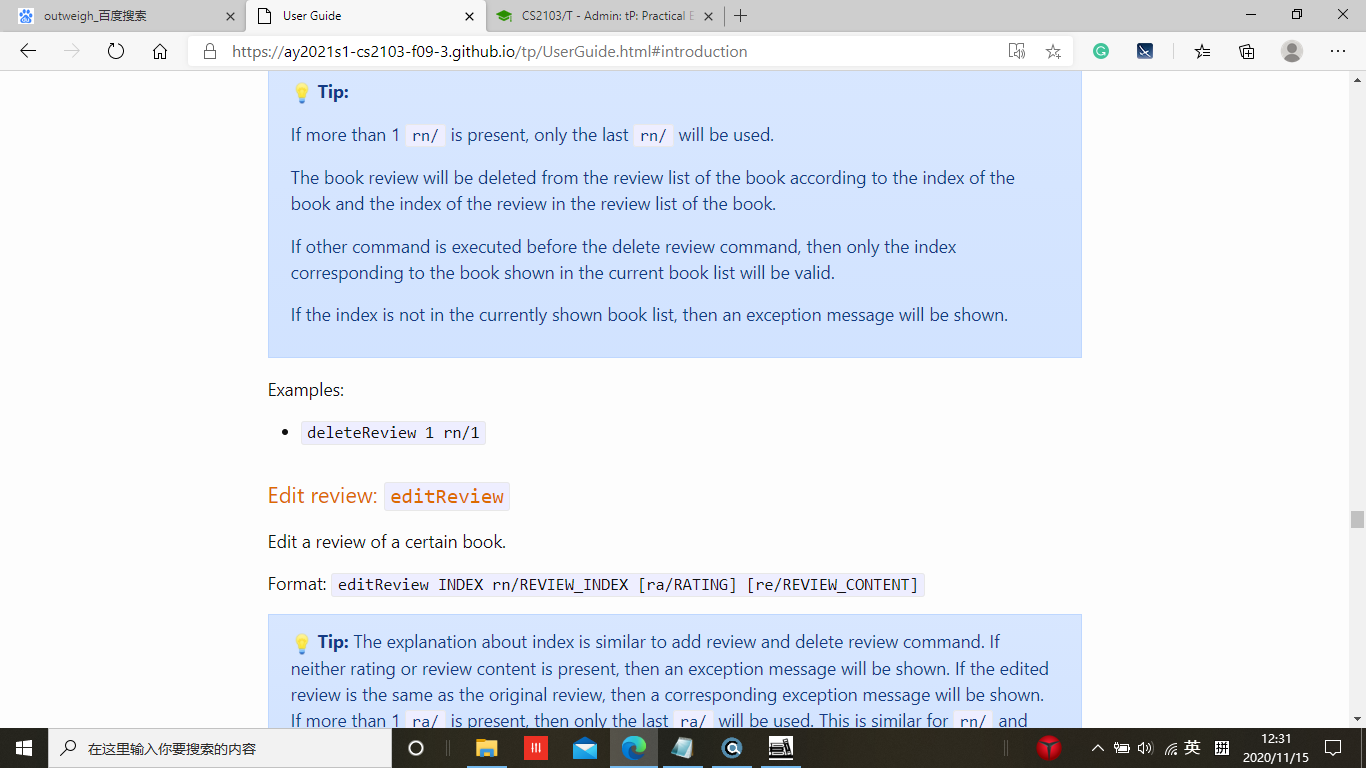 outweigh_百度搜索
User Guide
CS2103/T - Admin: tP: Practical E
https://ay2021s1-cs2103-f09-3.github.io/tp/UserGuide.html#introduction
Tip:
If more than 1 rn/ is present, only the last rn/ will be used.
The book review will be deleted from the review list of the book according to the index of the
book and the index of the review in the review list of the book.
If other command is executed before the delete review command, then only the index
corresponding to the book shown in the current book list will be valid.
If the index is not in the currently shown book list, then an exception message will be shown.
Examples:
deleteReview 1 rn/1
Edit review: editReview
Edit a review of a certain book.
Format: editReview INDEX rn/REVIEW_INDEX [ra/RATING] [re/REVIEW_CONTENT]
Tip: The explanation about index is similar to add review and delete review command. If
neither rating or review content is present, then an exception message will be shown. If the edited
review is the same as the original review, then a corresponding exception message will be shown.
If more than 1 ra/ is present, then only the last ra/ will be used. This is similar for rn/ and
在这里输入你要搜索的内容
英
拼
12:31
2020/11/15